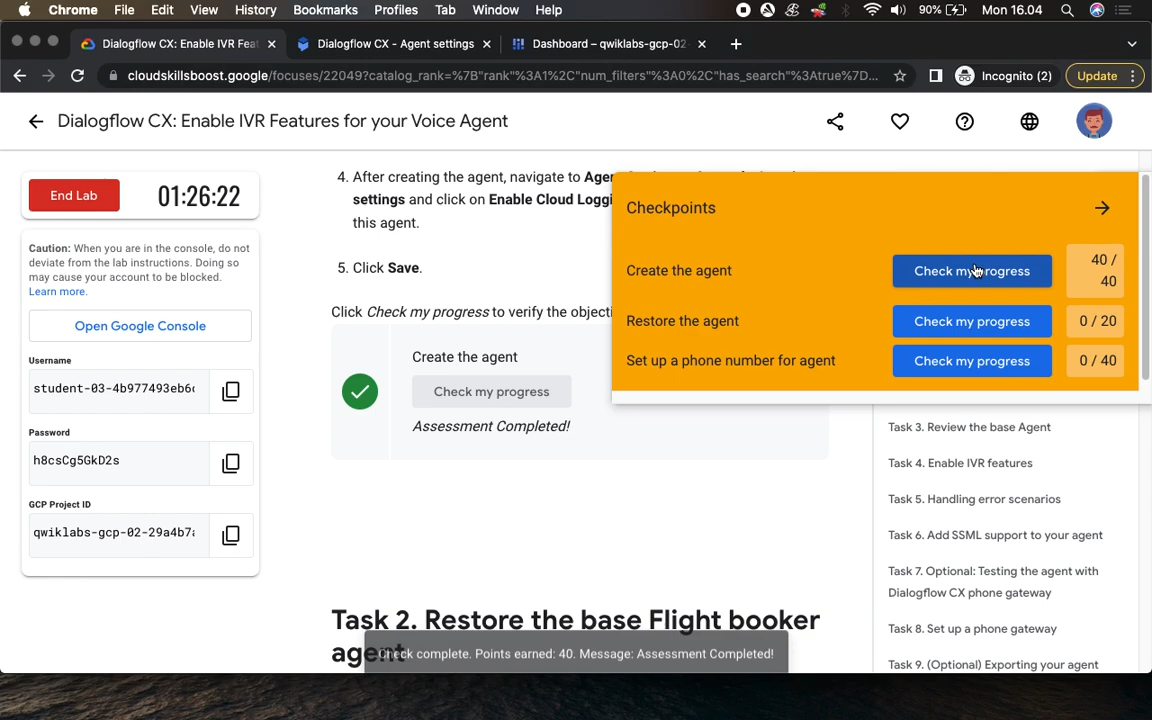 Chrome File Edit View History Bookmarks Profiles Tab Window Help 90% Mon 16.04
Dialogflow CX: Enable IVR Feat
Dialogflow CX - Agent settings
Dashboard – qwiklabs-gcp-02
cloudskillsboost.google/focuses/22049?catalog_rank=%7B"rank"%3A1%2C"num_filters"%3A0%2C"has_search"%3Atrue%7D...
Incognito (2)
Update
Dialogflow CX: Enable IVR Features for your Voice Agent
End Lab
01:26:22
Caution: When you are in the console, do not
deviate from the lab instructions. Doing so
may cause your account to be blocked.
Learn more.
Open Google Console
Username
student-03-4b977493eb6
Password
h8csCg5GkD2s
GCP Project ID
qwiklabs-gcp-02-29a4b7
4. After creating the agent, navigate to
settings and click on Enable Cloud
this agent.
5. Click Save.
Click Check my progress to verify the
Create the agent
Check my progress
Assessment Completed!
Task 2. Restore the base Flight booker
agent
Check complete. Points earned: 40. Message: Assessment Completed!
Checkpoints
Create the agent
Check my progress
40 /
40
Restore the agent
Check my progress
0 / 20
Set up a phone number for agent
Check my progress
0 / 40
Task 3. Review the base Agent
Task 4. Enable IVR features
Task 5. Handling error scenarios
Task 6. Add SSML support to your agent
Task 7. Optional: Testing the agent with
Dialogflow CX phone gateway
Task 8. Set up a phone gateway
Task 9. (Optional) Exporting your agent